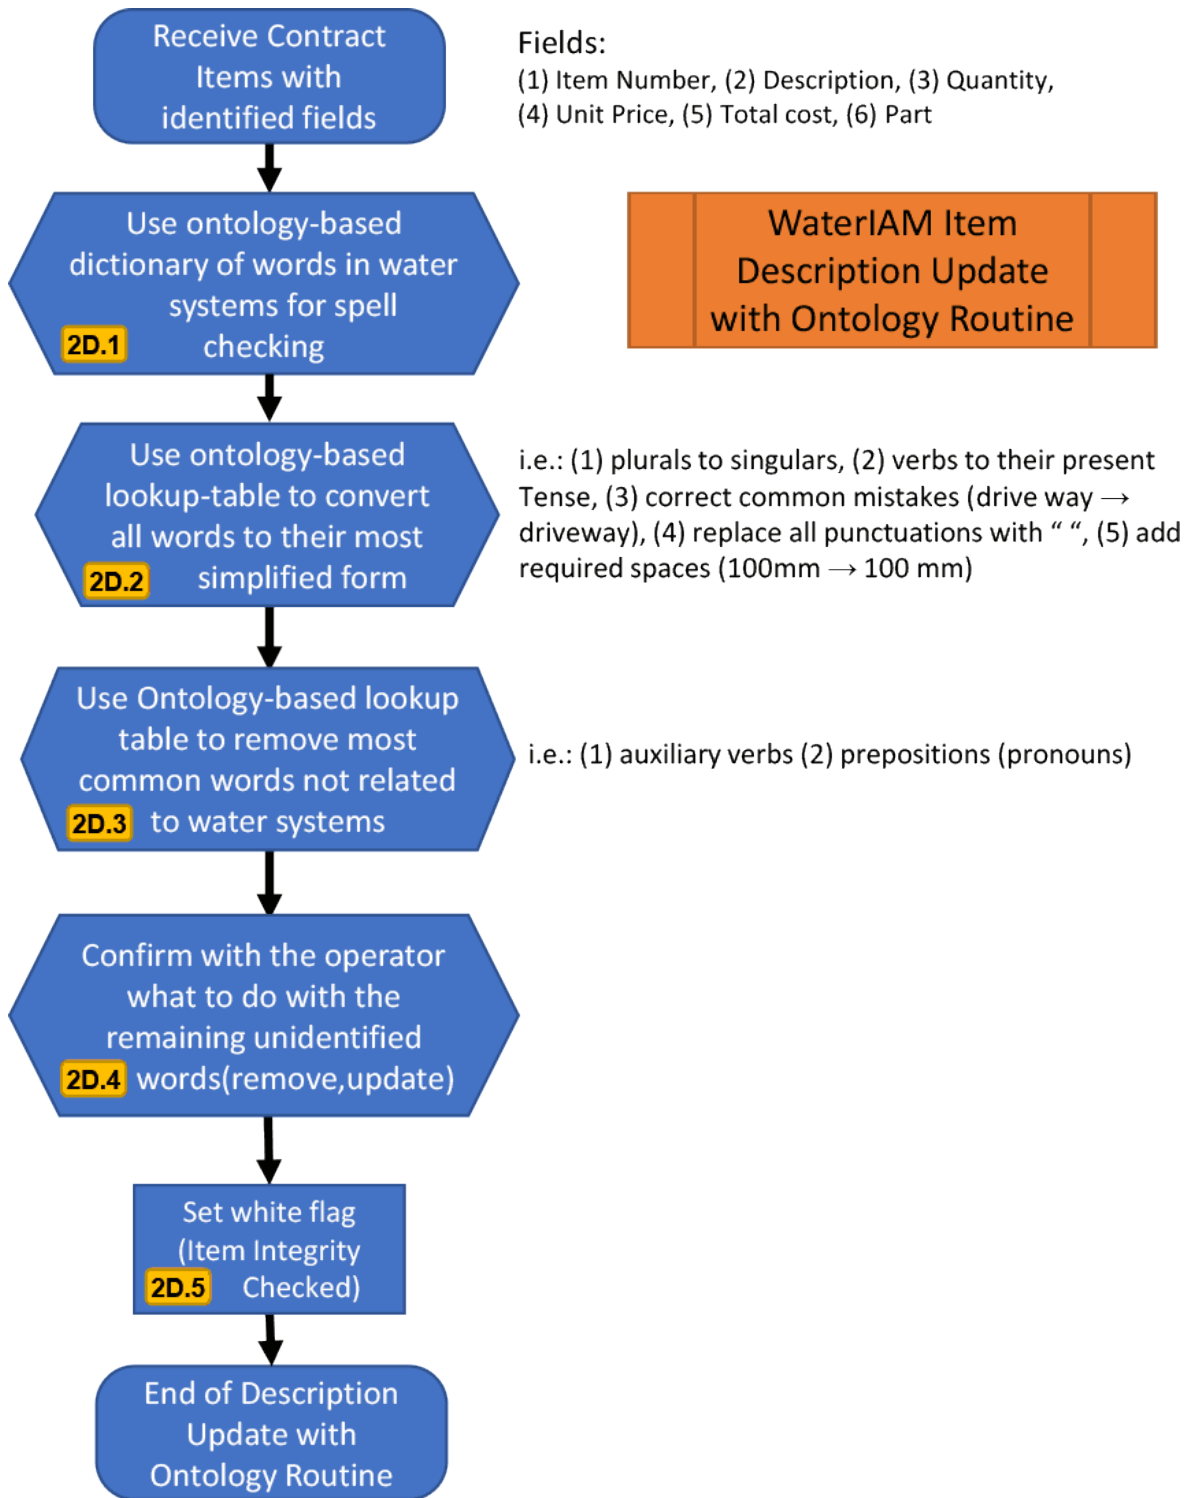 Receive Contract
Items with
identified fields
Fields:
(1) Item Number, (2) Description, (3) Quantity,
(4) Unit Price, (5) Total cost, (6) Part
WaterIAM Item
Description Update
with Ontology Routine
Use ontology-based
dictionary of words in water
systems for spell
2D.1 checking
Use ontology-based
lookup-table to convert
all words to their most
2D.2 simplified form
i.e.: (1) plurals to singulars, (2) verbs to their present
Tense, (3) correct common mistakes (drive way →
driveway), (4) replace all punctuations with “ “, (5) add
required spaces (100mm → 100 mm)
Use Ontology-based lookup
table to remove most
common words not related
2D.3 to water systems
i.e.: (1) auxiliary verbs (2) prepositions (pronouns)
Confirm with the operator
what to do with the
remaining unidentified
2D.4 words(remove,update)
Set white flag
(Item Integrity
2D.5 Checked)
End of Description
Update with
Ontology Routine